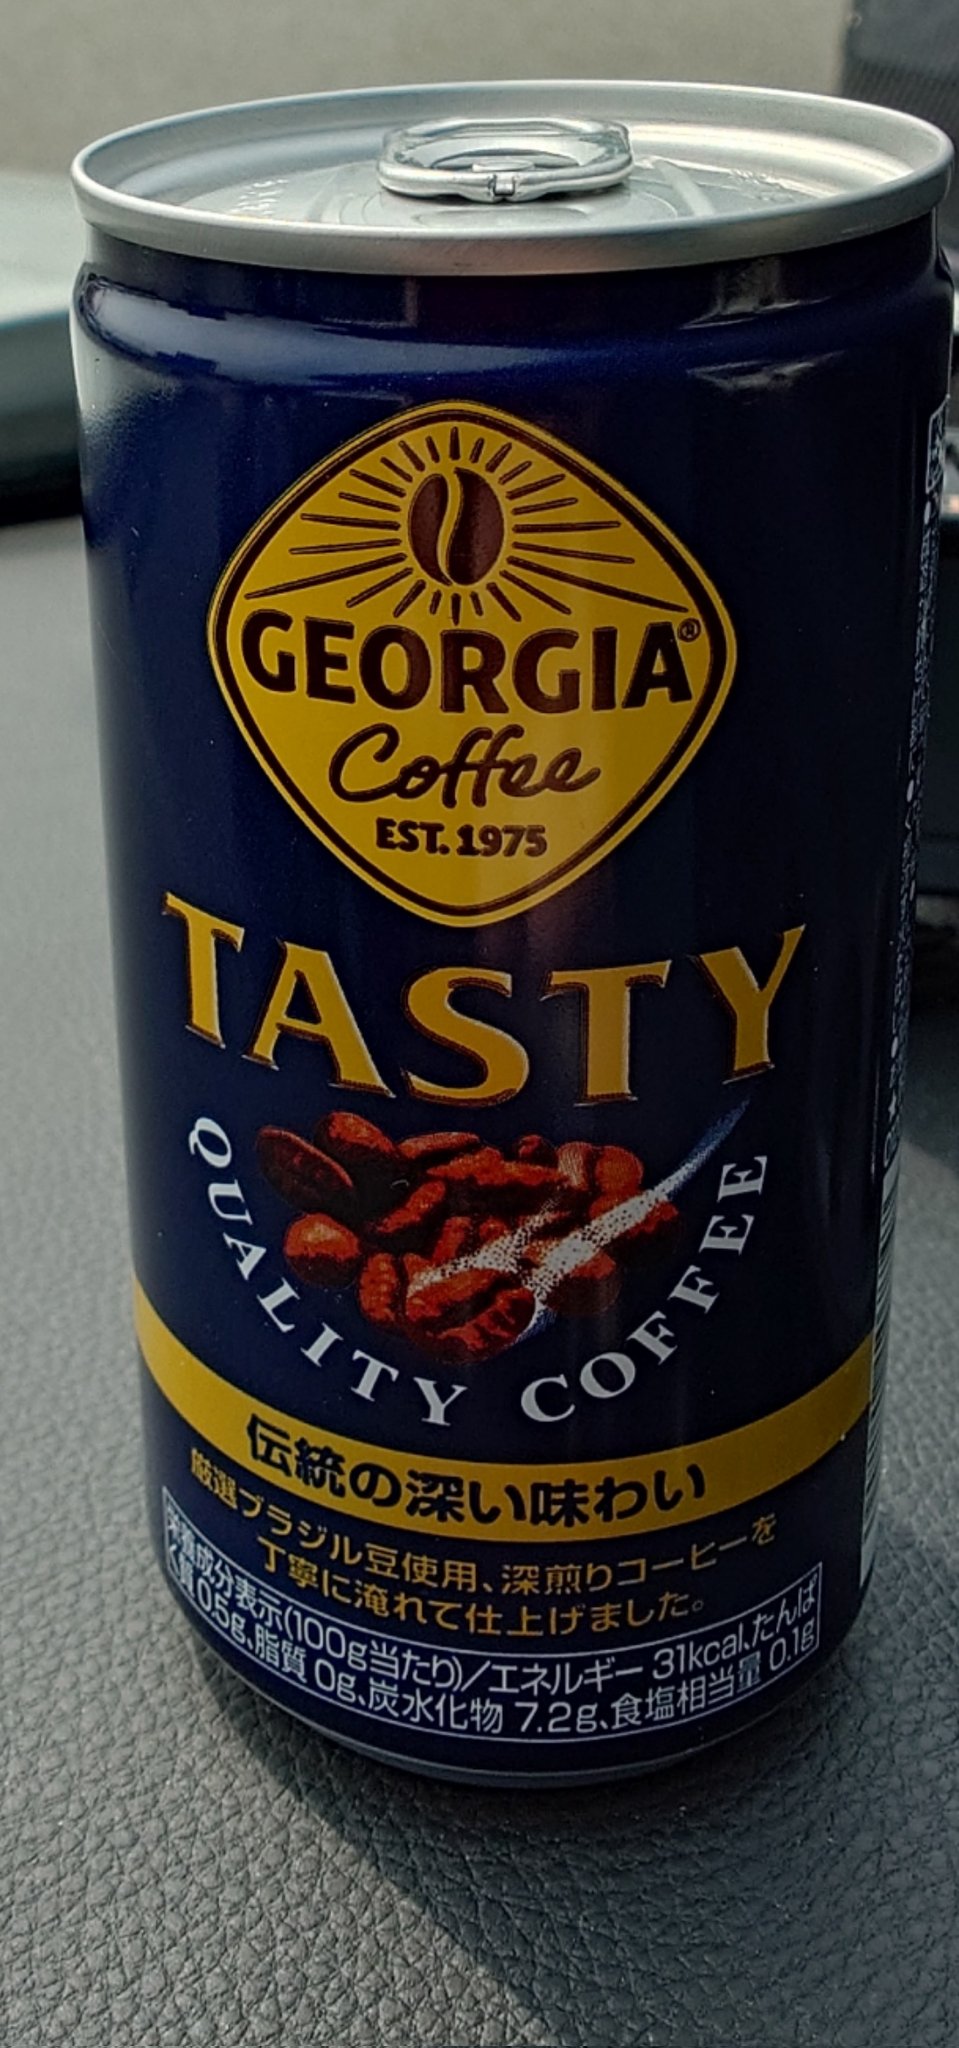 GEORGIA®
Coffee
EST. 1975
TASTY
QUALITY COFFEE
伝統の深い味わい
厳選ブラジル豆使用、深煎りコーヒーを
丁寧に淹れて仕上げました。
栄養成分表示(100g当たり)/エネルギー 31kcal、たんぱ
く質 0.5g、脂質 0g、炭水化物 7.2g、食塩相当量 0.1g